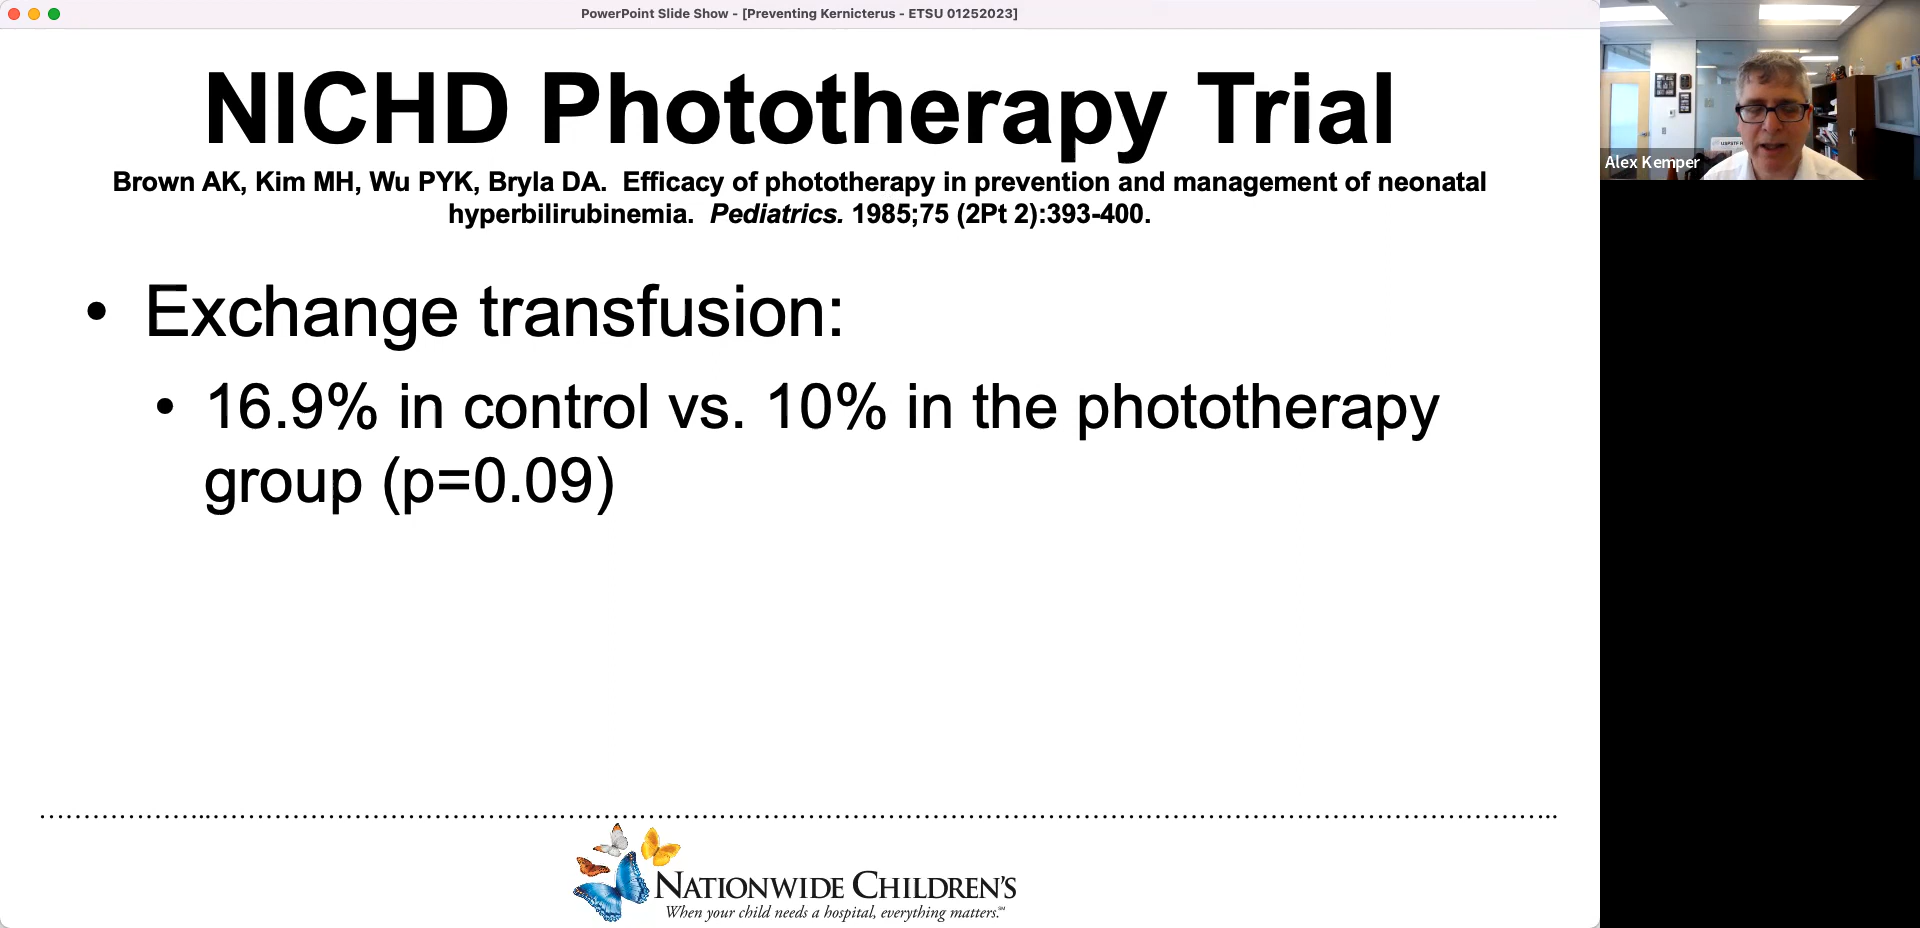 PowerPoint Slide Show - [Preventing Kernicterus - ETSU 01252023]
NICHD Phototherapy Trial
Brown AK, Kim MH, Wu PYK, Bryla DA. Efficacy of phototherapy in prevention and management of neonatal
hyperbilirubinemia. Pediatrics. 1985;75 (2Pt 2):393-400.
• Exchange transfusion:
• 16.9% in control vs. 10% in the phototherapy
group (p=0.09)
NATIONWIDE CHILDREN'S
When your child needs a hospital, everything matters.℠
Alex Kemper